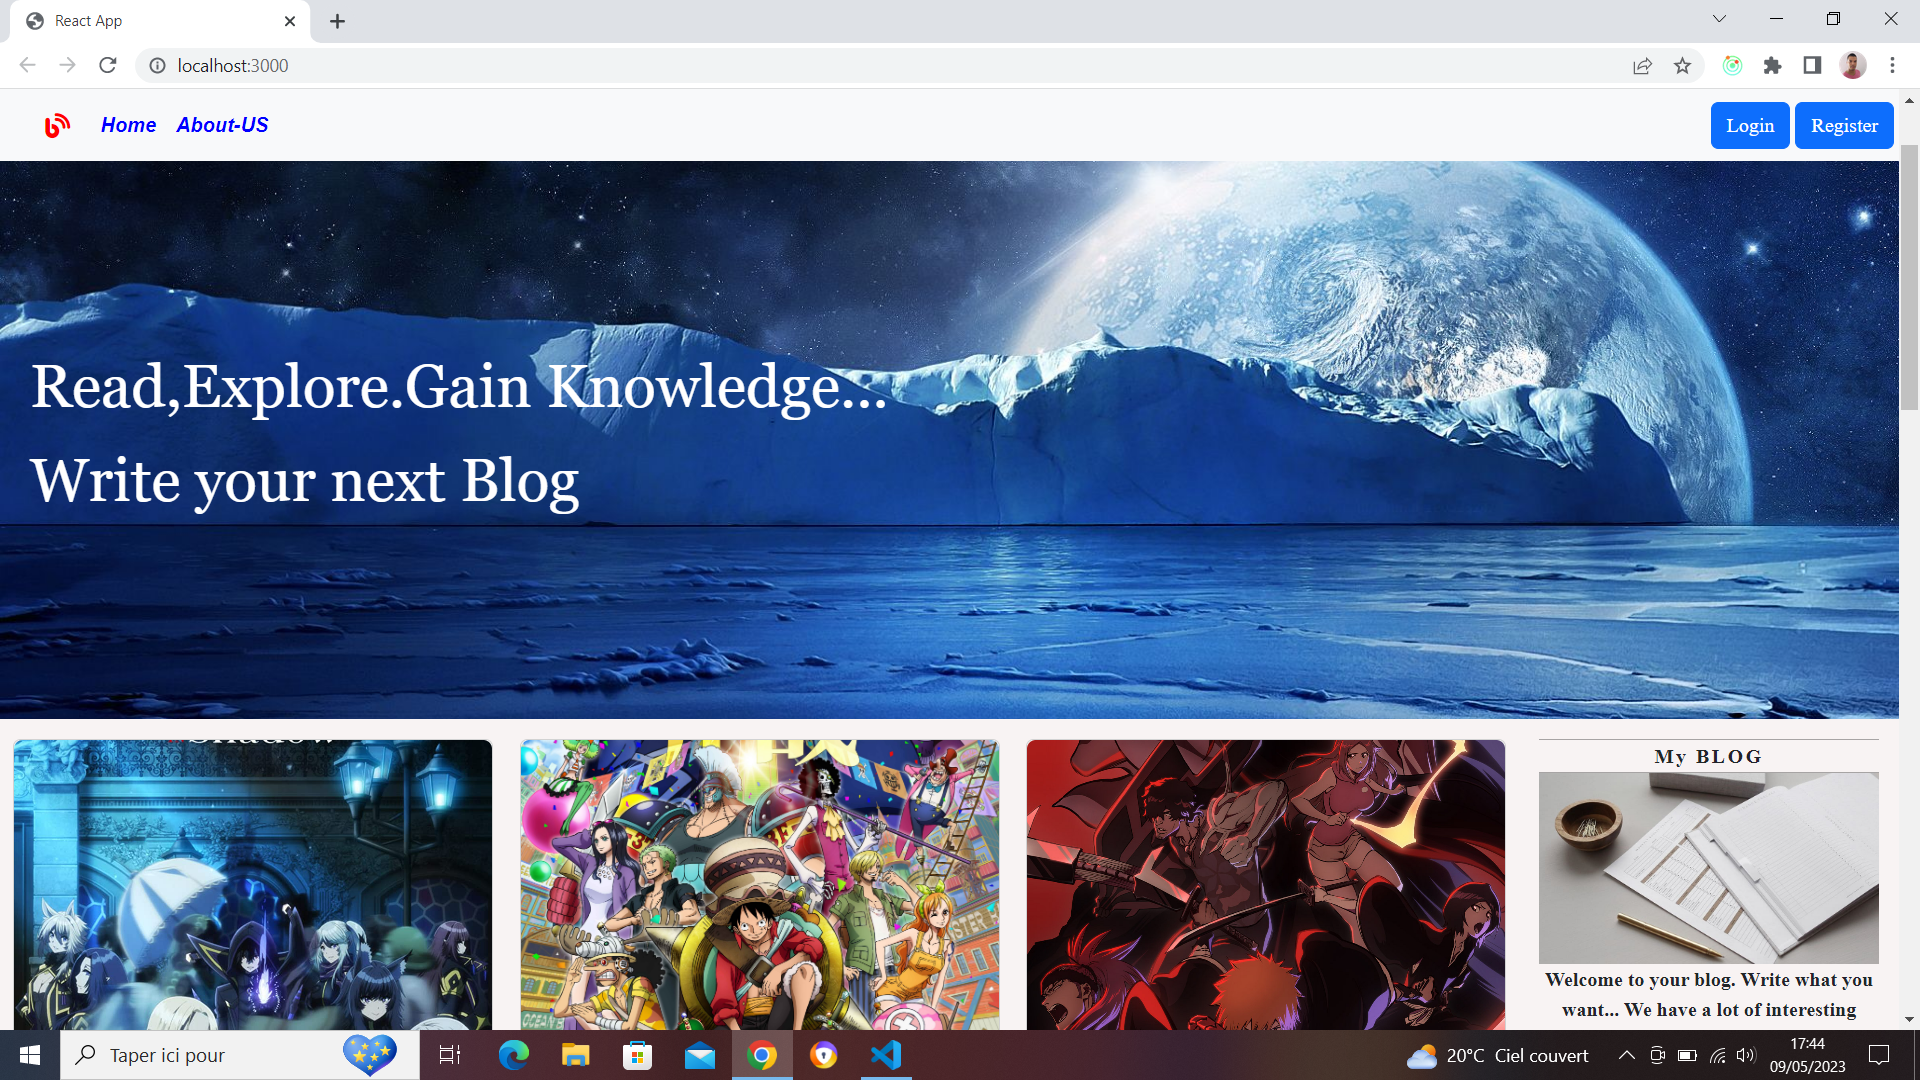 React App
localhost:3000
Home About-US
Login Register
Read,Explore.Gain Knowledge...
Write your next Blog
Shadow
My BLOG
Welcome to your blog. Write what you
want... We have a lot of interesting
Taper ici pour
20°C Ciel couvert
17:44
09/05/2023